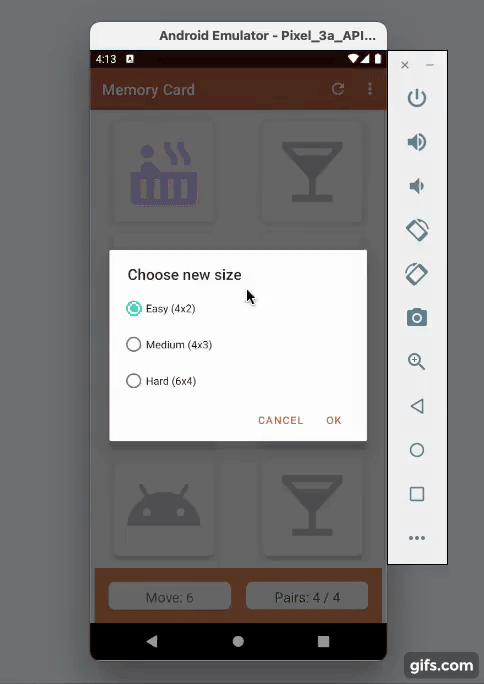 Android Emulator - Pixel_3a_API...
4:13
Memory Card
Choose new size
Easy (4x2)
Medium (4x3)
Hard (6x4)
CANCEL OK
Move: 6 Pairs: 4 / 4
gifs.com